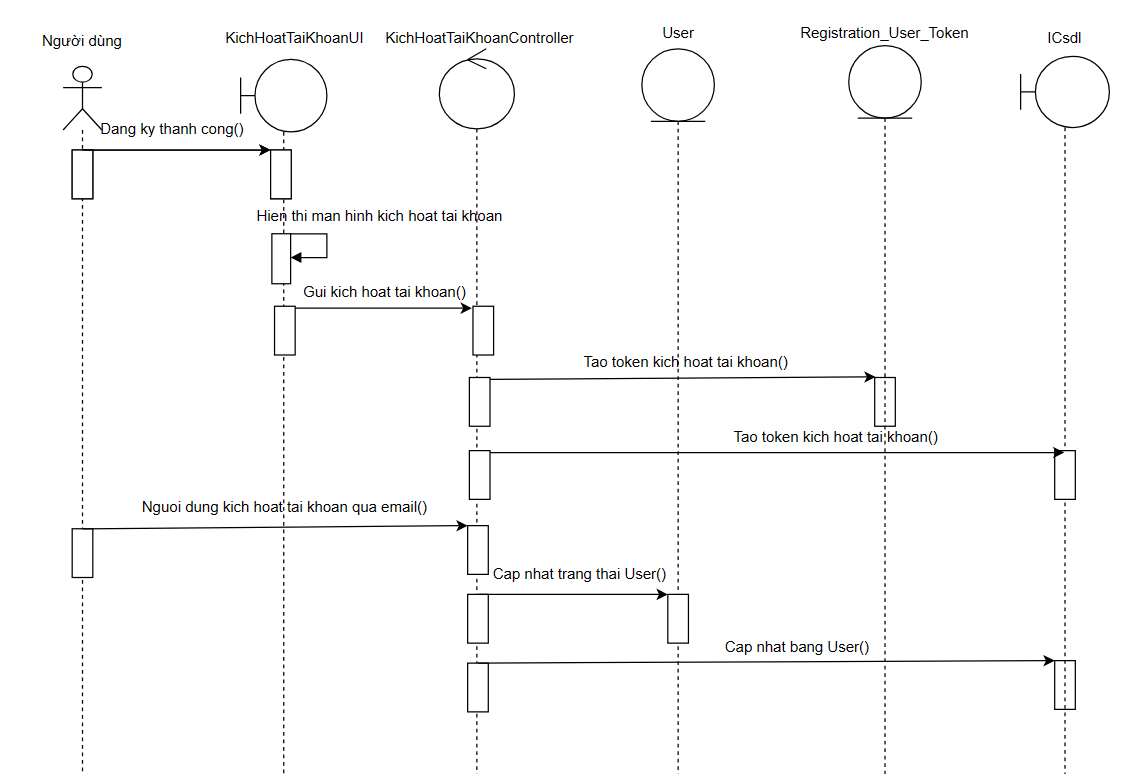 Người dùng
KichHoatTaiKhoanUI
KichHoatTaiKhoanController
User
Registration_User_Token
ICsdl
Dang ky thanh cong()
Hien thi man hinh kich hoat tai khoan
Gui kich hoat tai khoan()
Tao token kich hoat tai khoan()
Tao token kich hoat tai khoan()
Nguoi dung kich hoat tai khoan qua email()
Cap nhat trang thai User()
Cap nhat bang User()